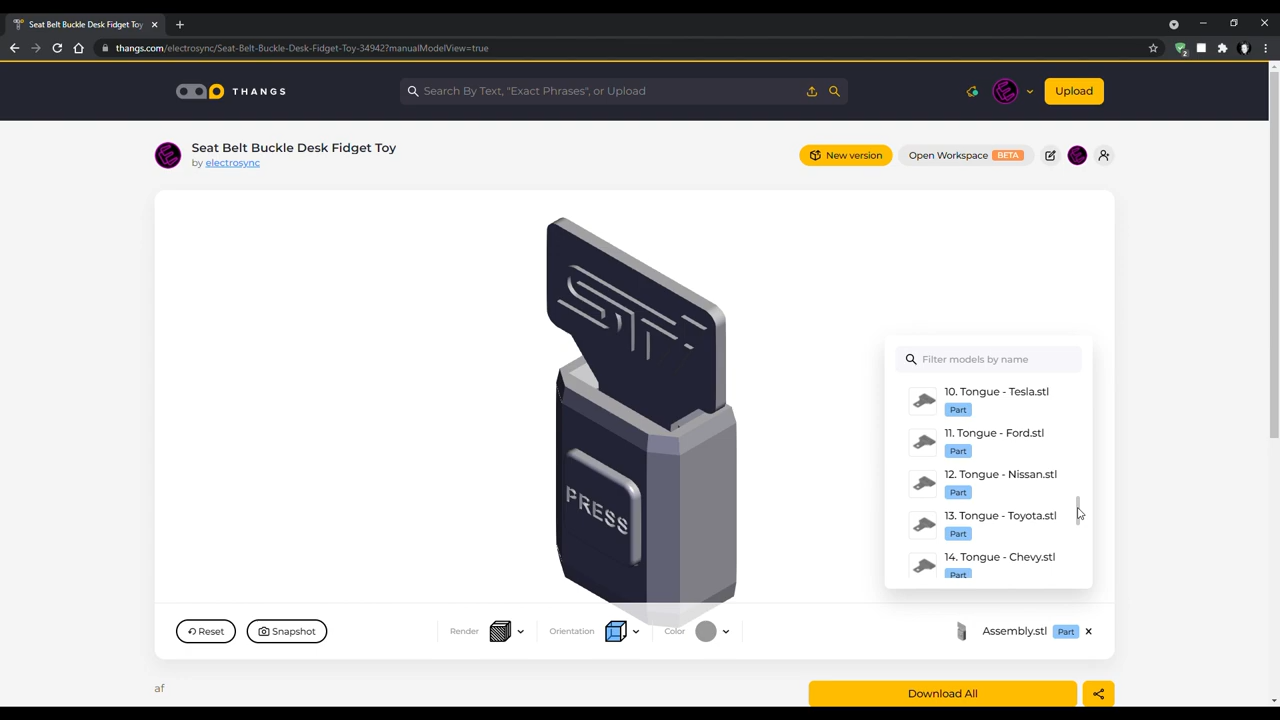 Seat Belt Buckle Desk Fidget Toy
thangs.com/electrosync/Seat-Belt-Buckle-Desk-Fidget-Toy-34942?manualModelView=true
2
THANGS
Search By Text, "Exact Phrases", or Upload
Upload
Seat Belt Buckle Desk Fidget Toy
by electrosync
New version
Open Workspace BETA
PRESS
Filter models by name
10. Tongue - Tesla.stl
Part
11. Tongue - Ford.stl
Part
12. Tongue - Nissan.stl
Part
13. Tongue - Toyota.stl
Part
14. Tongue - Chevy.stl
Part
Reset
Snapshot
Render
Orientation
Color
Assembly.stl
Part
af
Download All